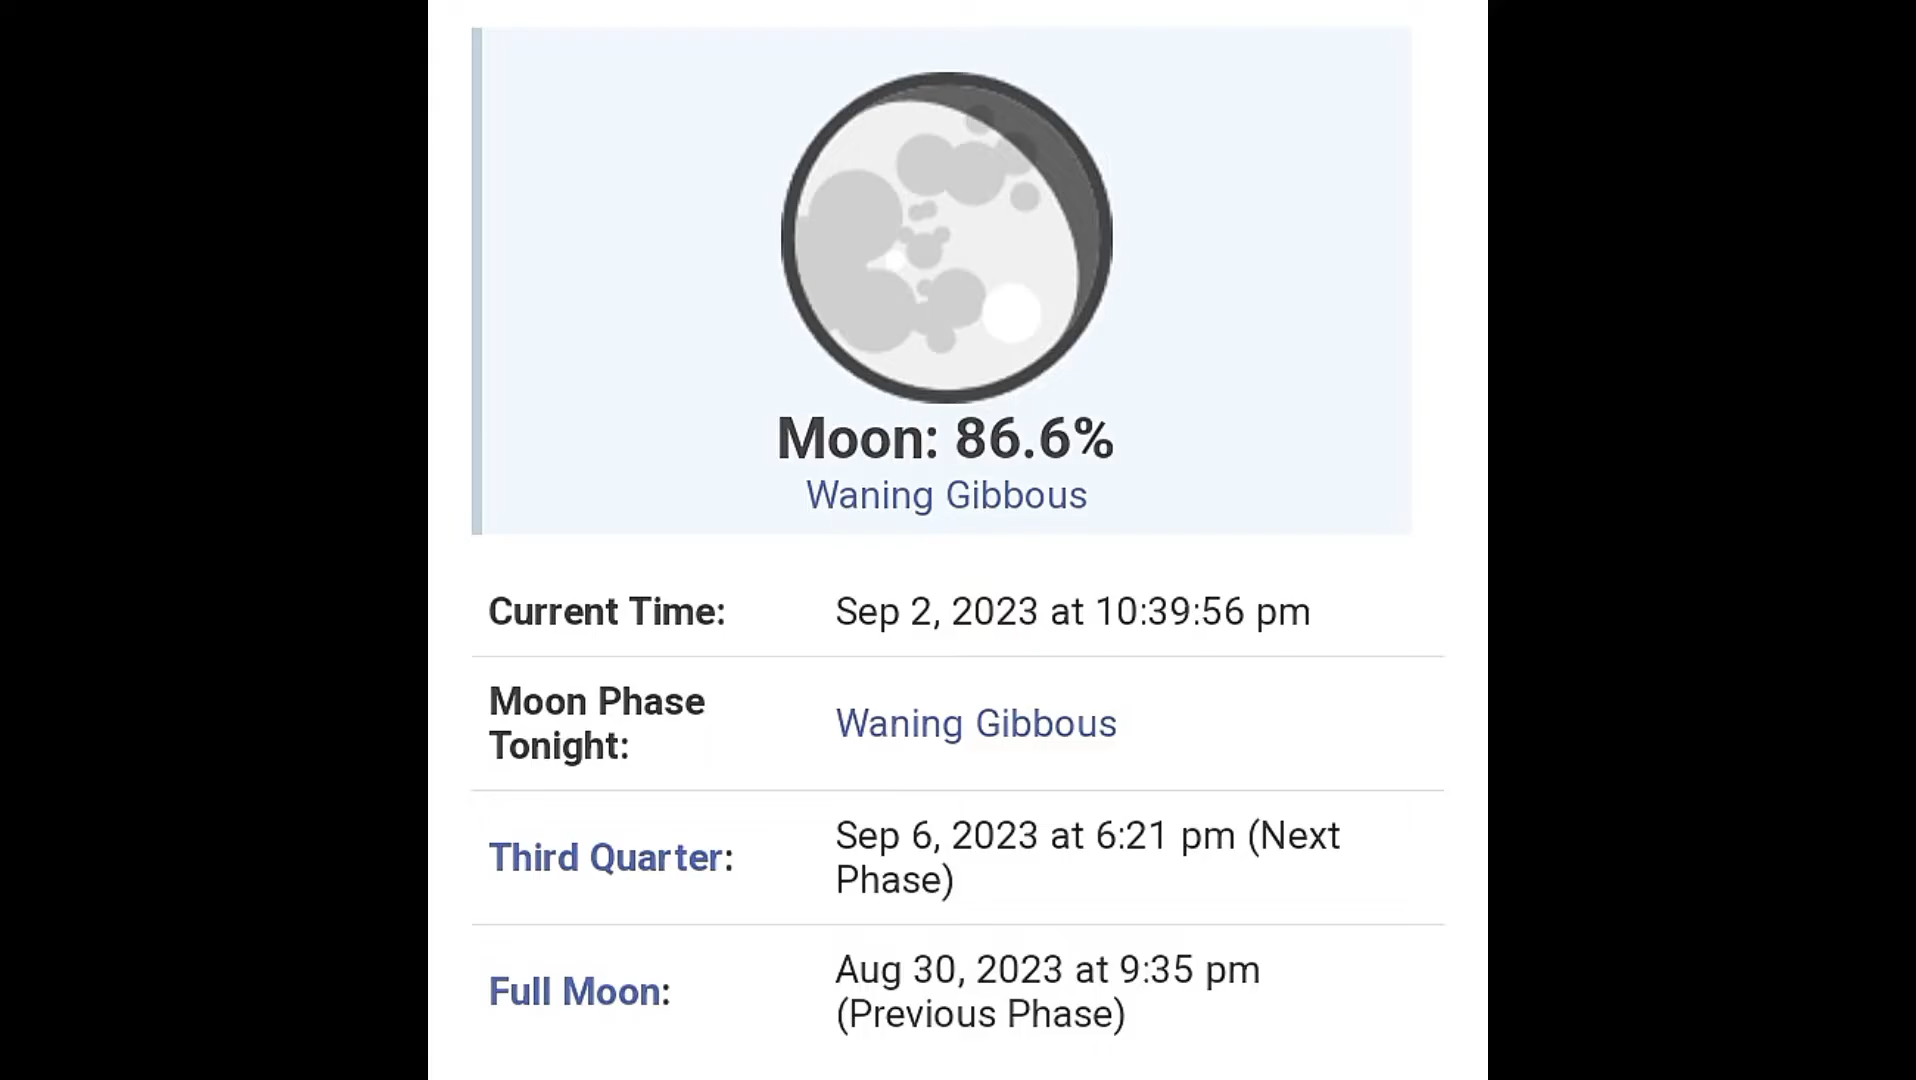 Moon: 86.6%
Waning Gibbous
Current Time: Sep 2, 2023 at 10:39:56 pm
Moon Phase
Tonight:
Waning Gibbous
Third Quarter:
Sep 6, 2023 at 6:21 pm (Next
Phase)
Full Moon:
Aug 30, 2023 at 9:35 pm
(Previous Phase)